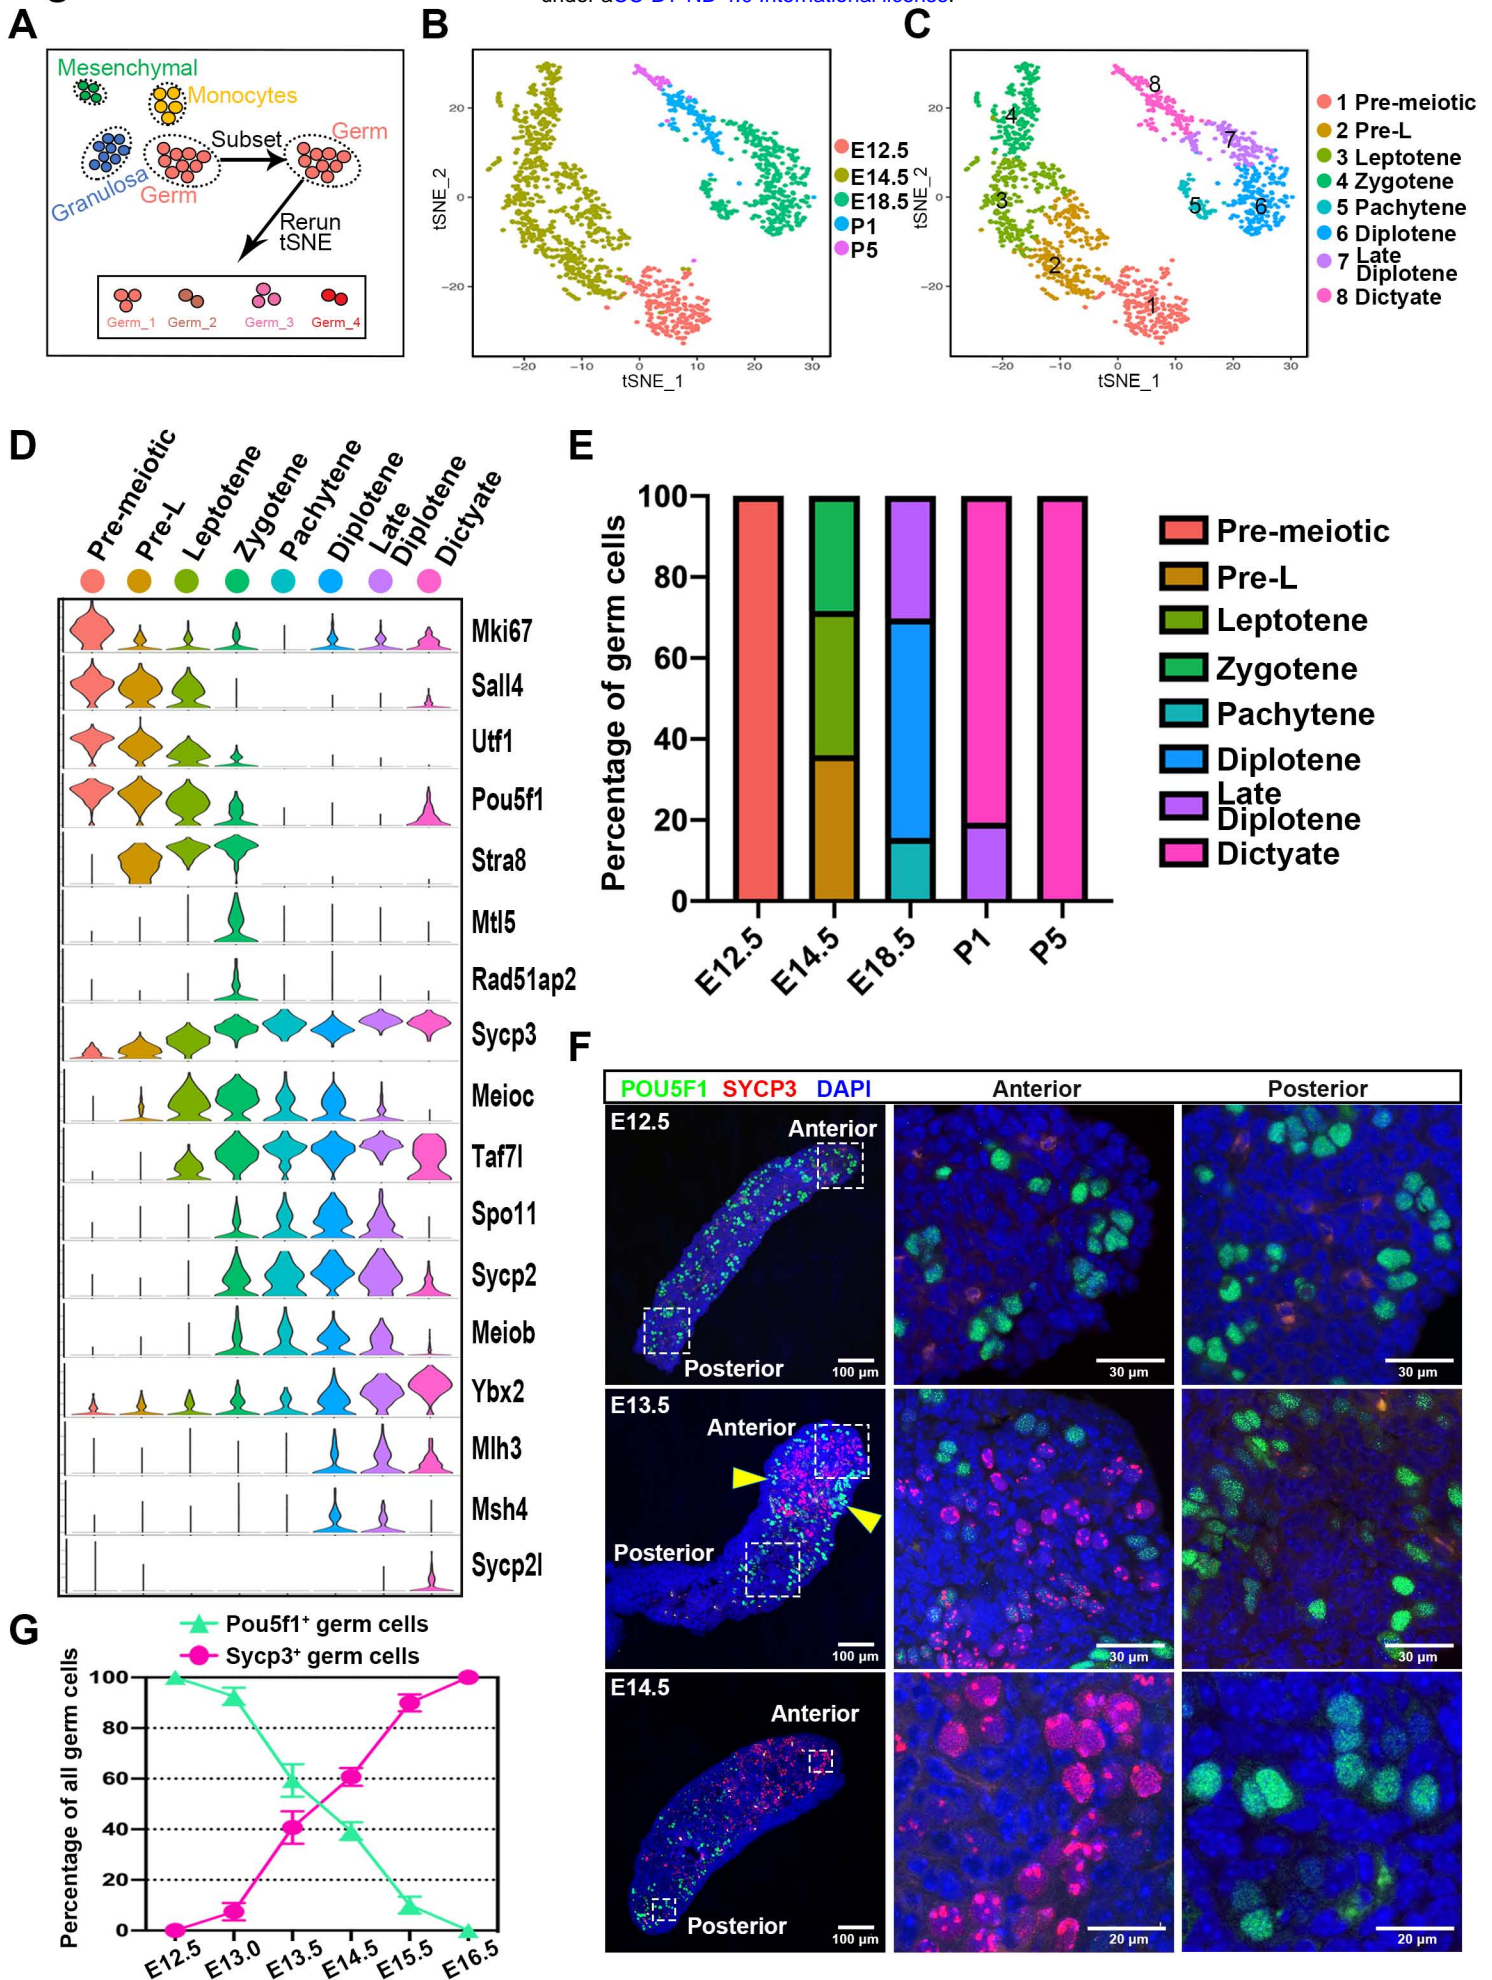 A
Mesenchymal
Monocytes
Granulosa
Germ
Subset
Germ
Rerun
tSNE
Germ_1 Germ_2 Germ_3 Germ_4
B
tSNE_2
20
0
−20
−20 −10 0 10 20 30
tSNE_1
E12.5
E14.5
E18.5
P1
P5
C
tSNE_2
20
0
−20
−20 −10 0 10 20 30
tSNE_1
1
2
3
4
5
6
7
8
1 Pre-meiotic
2 Pre-L
3 Leptotene
4 Zygotene
5 Pachytene
6 Diplotene
7 Late
Diplotene
8 Dictyate
D
Pre-meiotic
Pre-L
Leptotene
Zygotene
Pachytene
Diplotene
Late
Diplotene
Dictyate
Mki67
Sall4
Utf1
Pou5f1
Stra8
Mtl5
Rad51ap2
Sycp3
Meioc
Taf7l
Spo11
Sycp2
Meiob
Ybx2
Mlh3
Msh4
Sycp2l
E
Percentage of germ cells
100
80
60
40
20
0
E12.5
E14.5
E18.5
P1
P5
Pre-meiotic
Pre-L
Leptotene
Zygotene
Pachytene
Diplotene
Late
Diplotene
Dictyate
F
POU5F1 SYCP3 DAPI Anterior Posterior
E12.5
Anterior
Posterior
100 µm
30 µm
30 µm
E13.5
Anterior
Posterior
100 µm
30 µm
30 µm
E14.5
Anterior
Posterior
100 µm
20 µm
20 µm
G
Pou5f1⁺ germ cells
Sycp3⁺ germ cells
Percentage of all germ cells
100
80
60
40
20
0
E12.5
E13.0
E13.5
E14.5
E15.5
E16.5